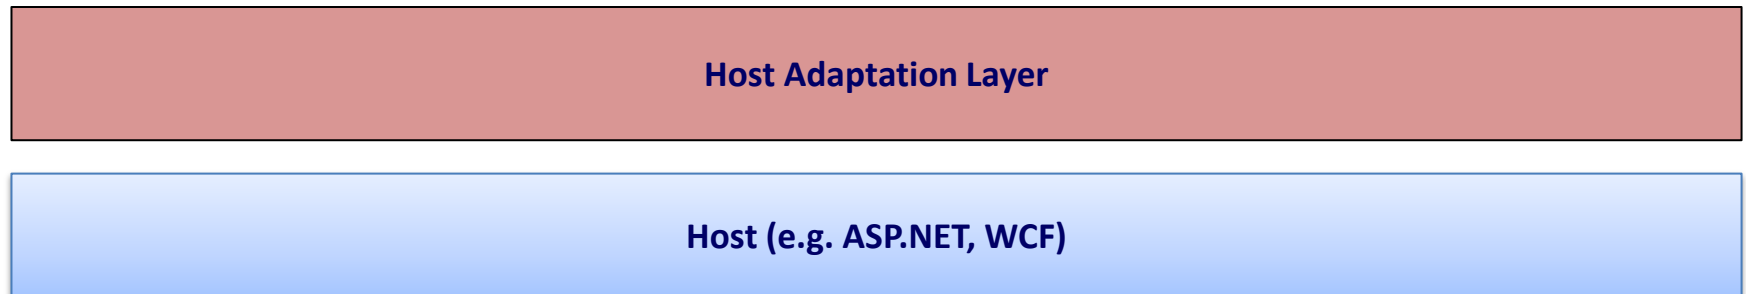 Host Adaptation Layer
Host (e.g. ASP.NET, WCF)